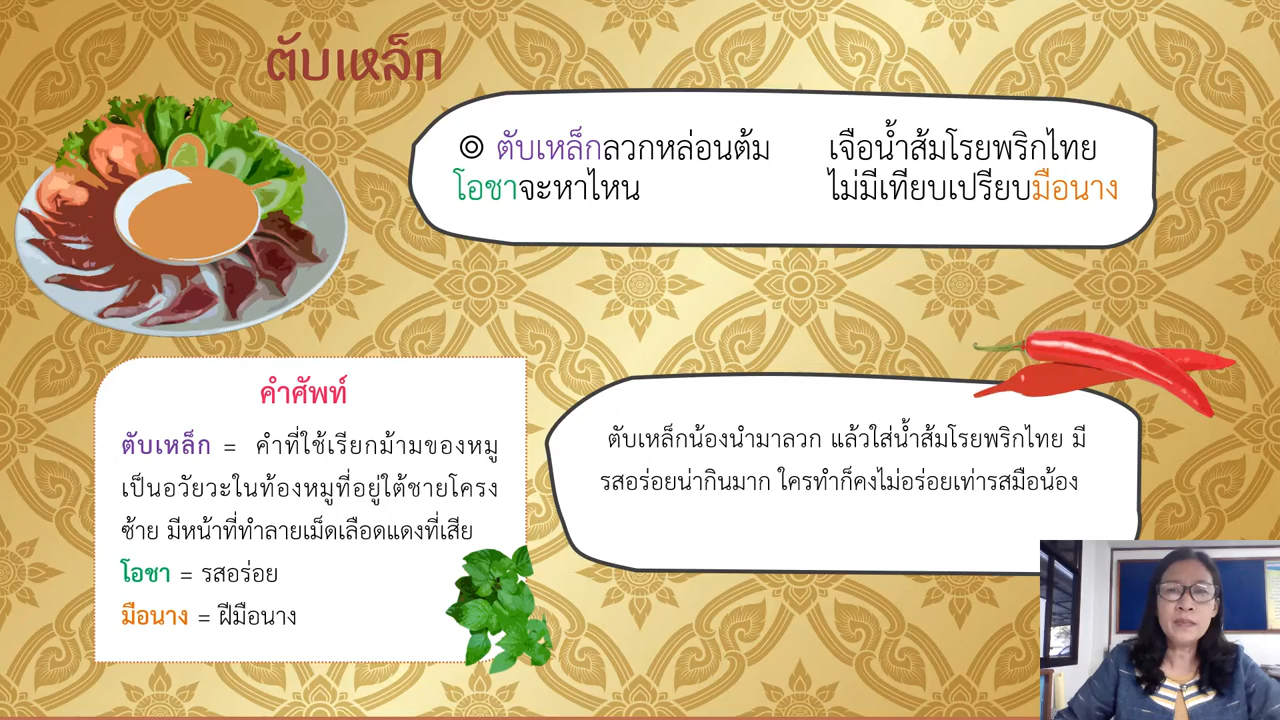 ตับเหล็ก
๏ ตับเหล็กลวกหล่อนต้ม เจือน้ำส้มโรยพริกไทย
โอชาจะหาไหน ไม่มีเทียบเปรียบมือนาง
คำศัพท์
ตับเหล็ก = คำที่ใช้เรียกม้ามของหมู
เป็นอวัยวะในท้องหมูที่อยู่ใต้ชายโครง
ซ้าย มีหน้าที่ทำลายเม็ดเลือดแดงที่เสีย
โอชา = รสอร่อย
มือนาง = ฝีมือนาง
ตับเหล็กน้องนำมาลวก แล้วใส่น้ำส้มโรยพริกไทย มี
รสอร่อยน่ากินมาก ใครทำก็คงไม่อร่อยเท่ารสมือน้อง